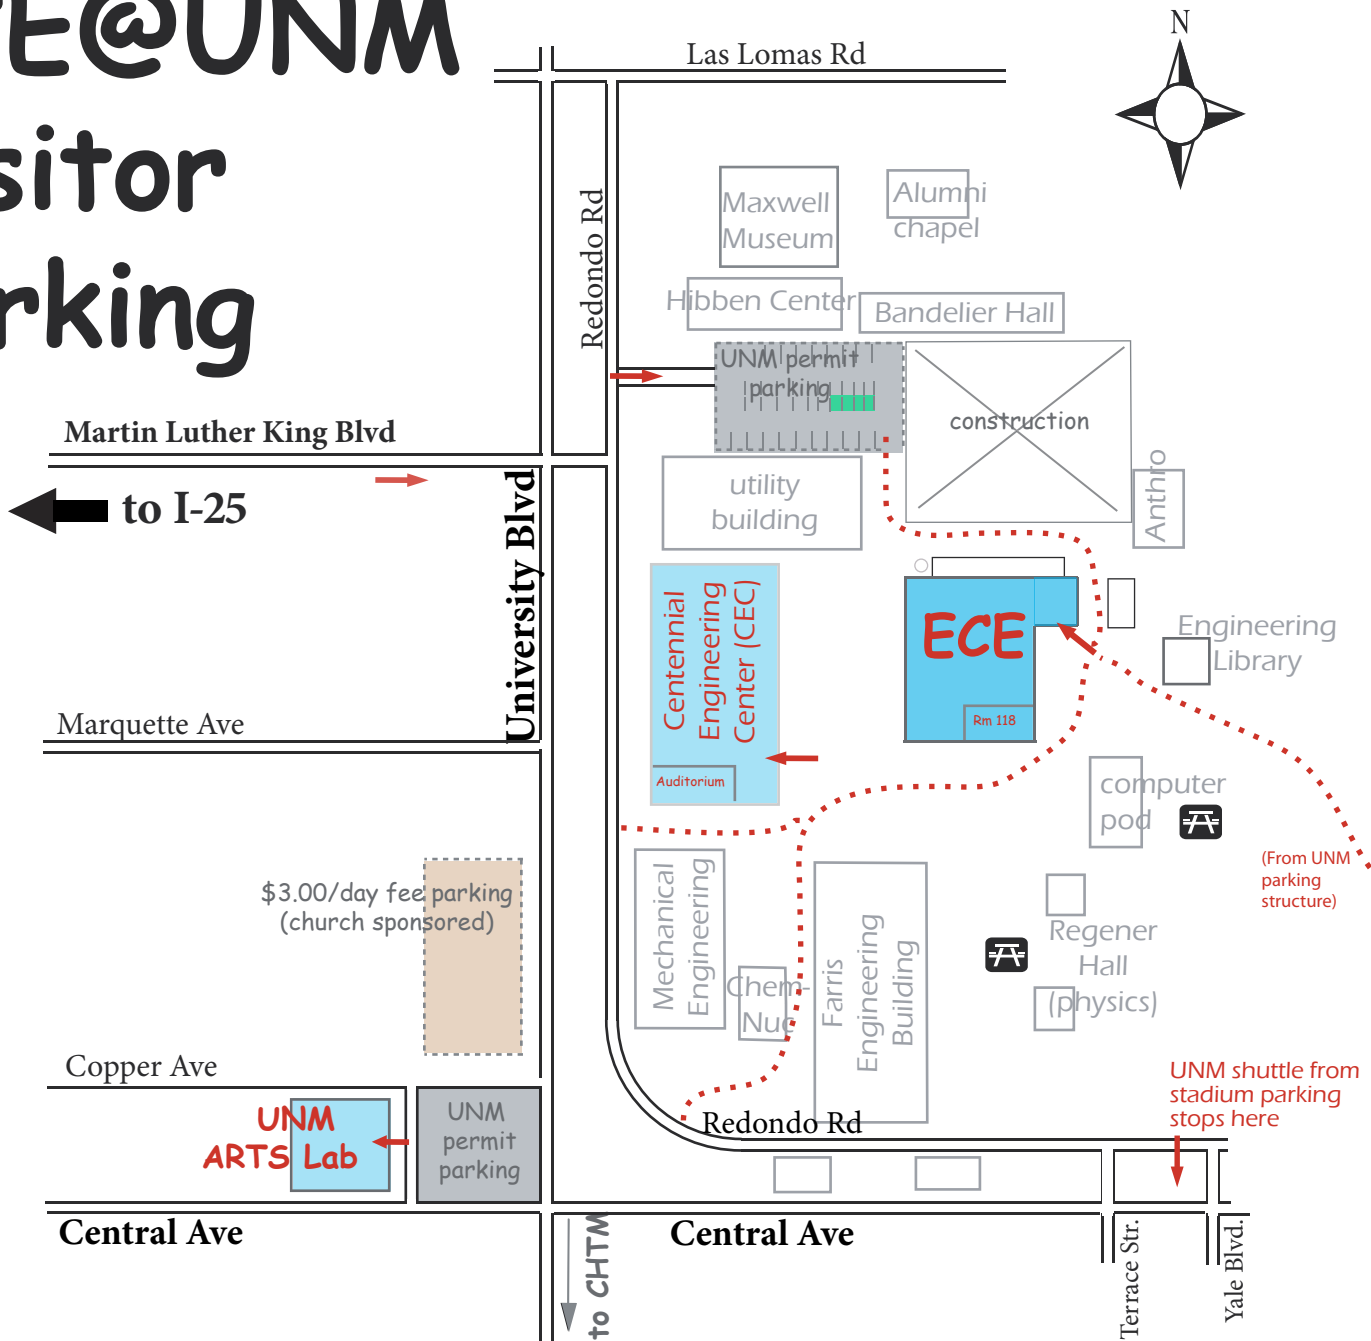 E@UNM
sitor
rking
N
Las Lomas Rd
Redondo Rd
Maxwell
Museum
Alumni
chapel
Hibben Center
Bandelier Hall
UNM permit
parking
construction
Martin Luther King Blvd
to I-25
University Blvd
utility
building
Anthro
Centennial
Engineering
Center (CEC)
Auditorium
ECE
Rm 118
Engineering
Library
Marquette Ave
computer
pod
(From UNM
parking
structure)
$3.00/day fee parking
(church sponsored)
Mechanical
Engineering
Chem-
Nuc
Farris
Engineering
Building
Regener
Hall
(physics)
Copper Ave
UNM
ARTS Lab
UNM
permit
parking
Redondo Rd
UNM shuttle from
stadium parking
stops here
Central Ave
to CHTM
Central Ave
Terrace Str.
Yale Blvd.